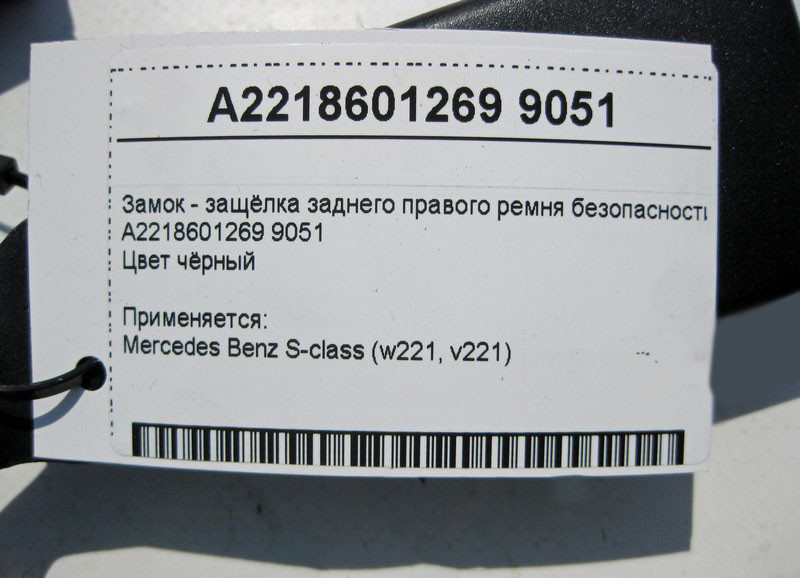 A2218601269 9051
Замок - защёлка заднего правого ремня безопасности
A2218601269 9051
Цвет чёрный
Применяется:
Mercedes Benz S-class (w221, v221)